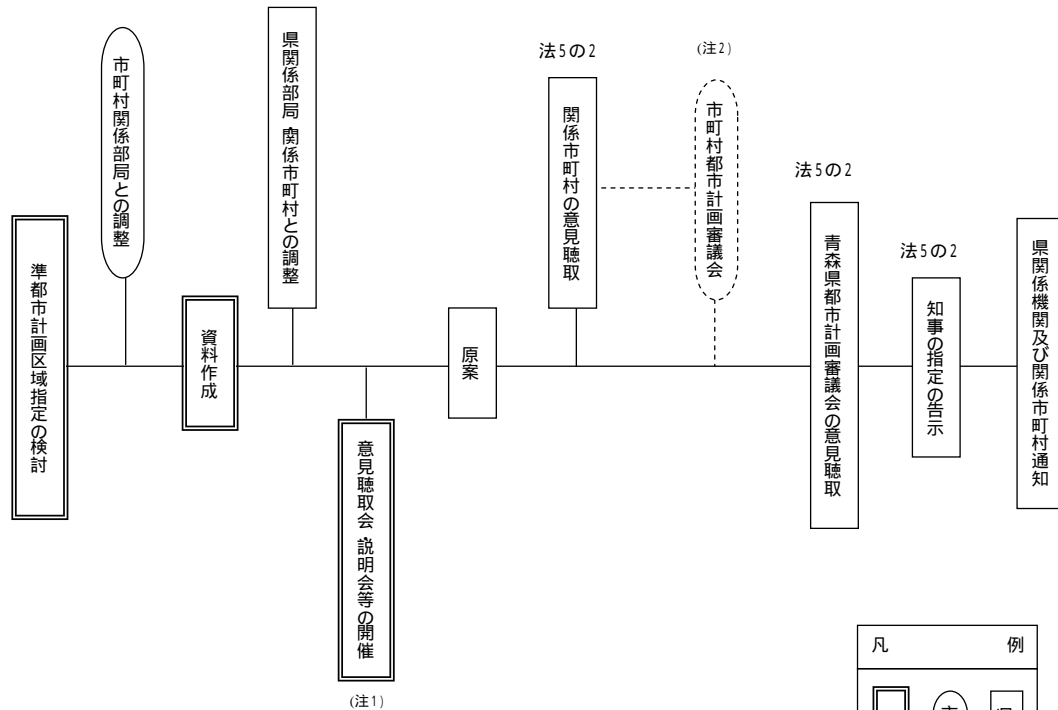 準都市計画区域指定の検討
市町村関係部局との調整
資料作成
県関係部局・関係市町村との調整
意見聴取会・説明会等の開催
(注1)
原案
法5の2
関係市町村の意見聴取
(注2)
市町村都市計画審議会
法5の2
青森県都市計画審議会の意見聴取
法5の2
知事の指定の告示
県関係機関及び関係市町村通知
凡 例